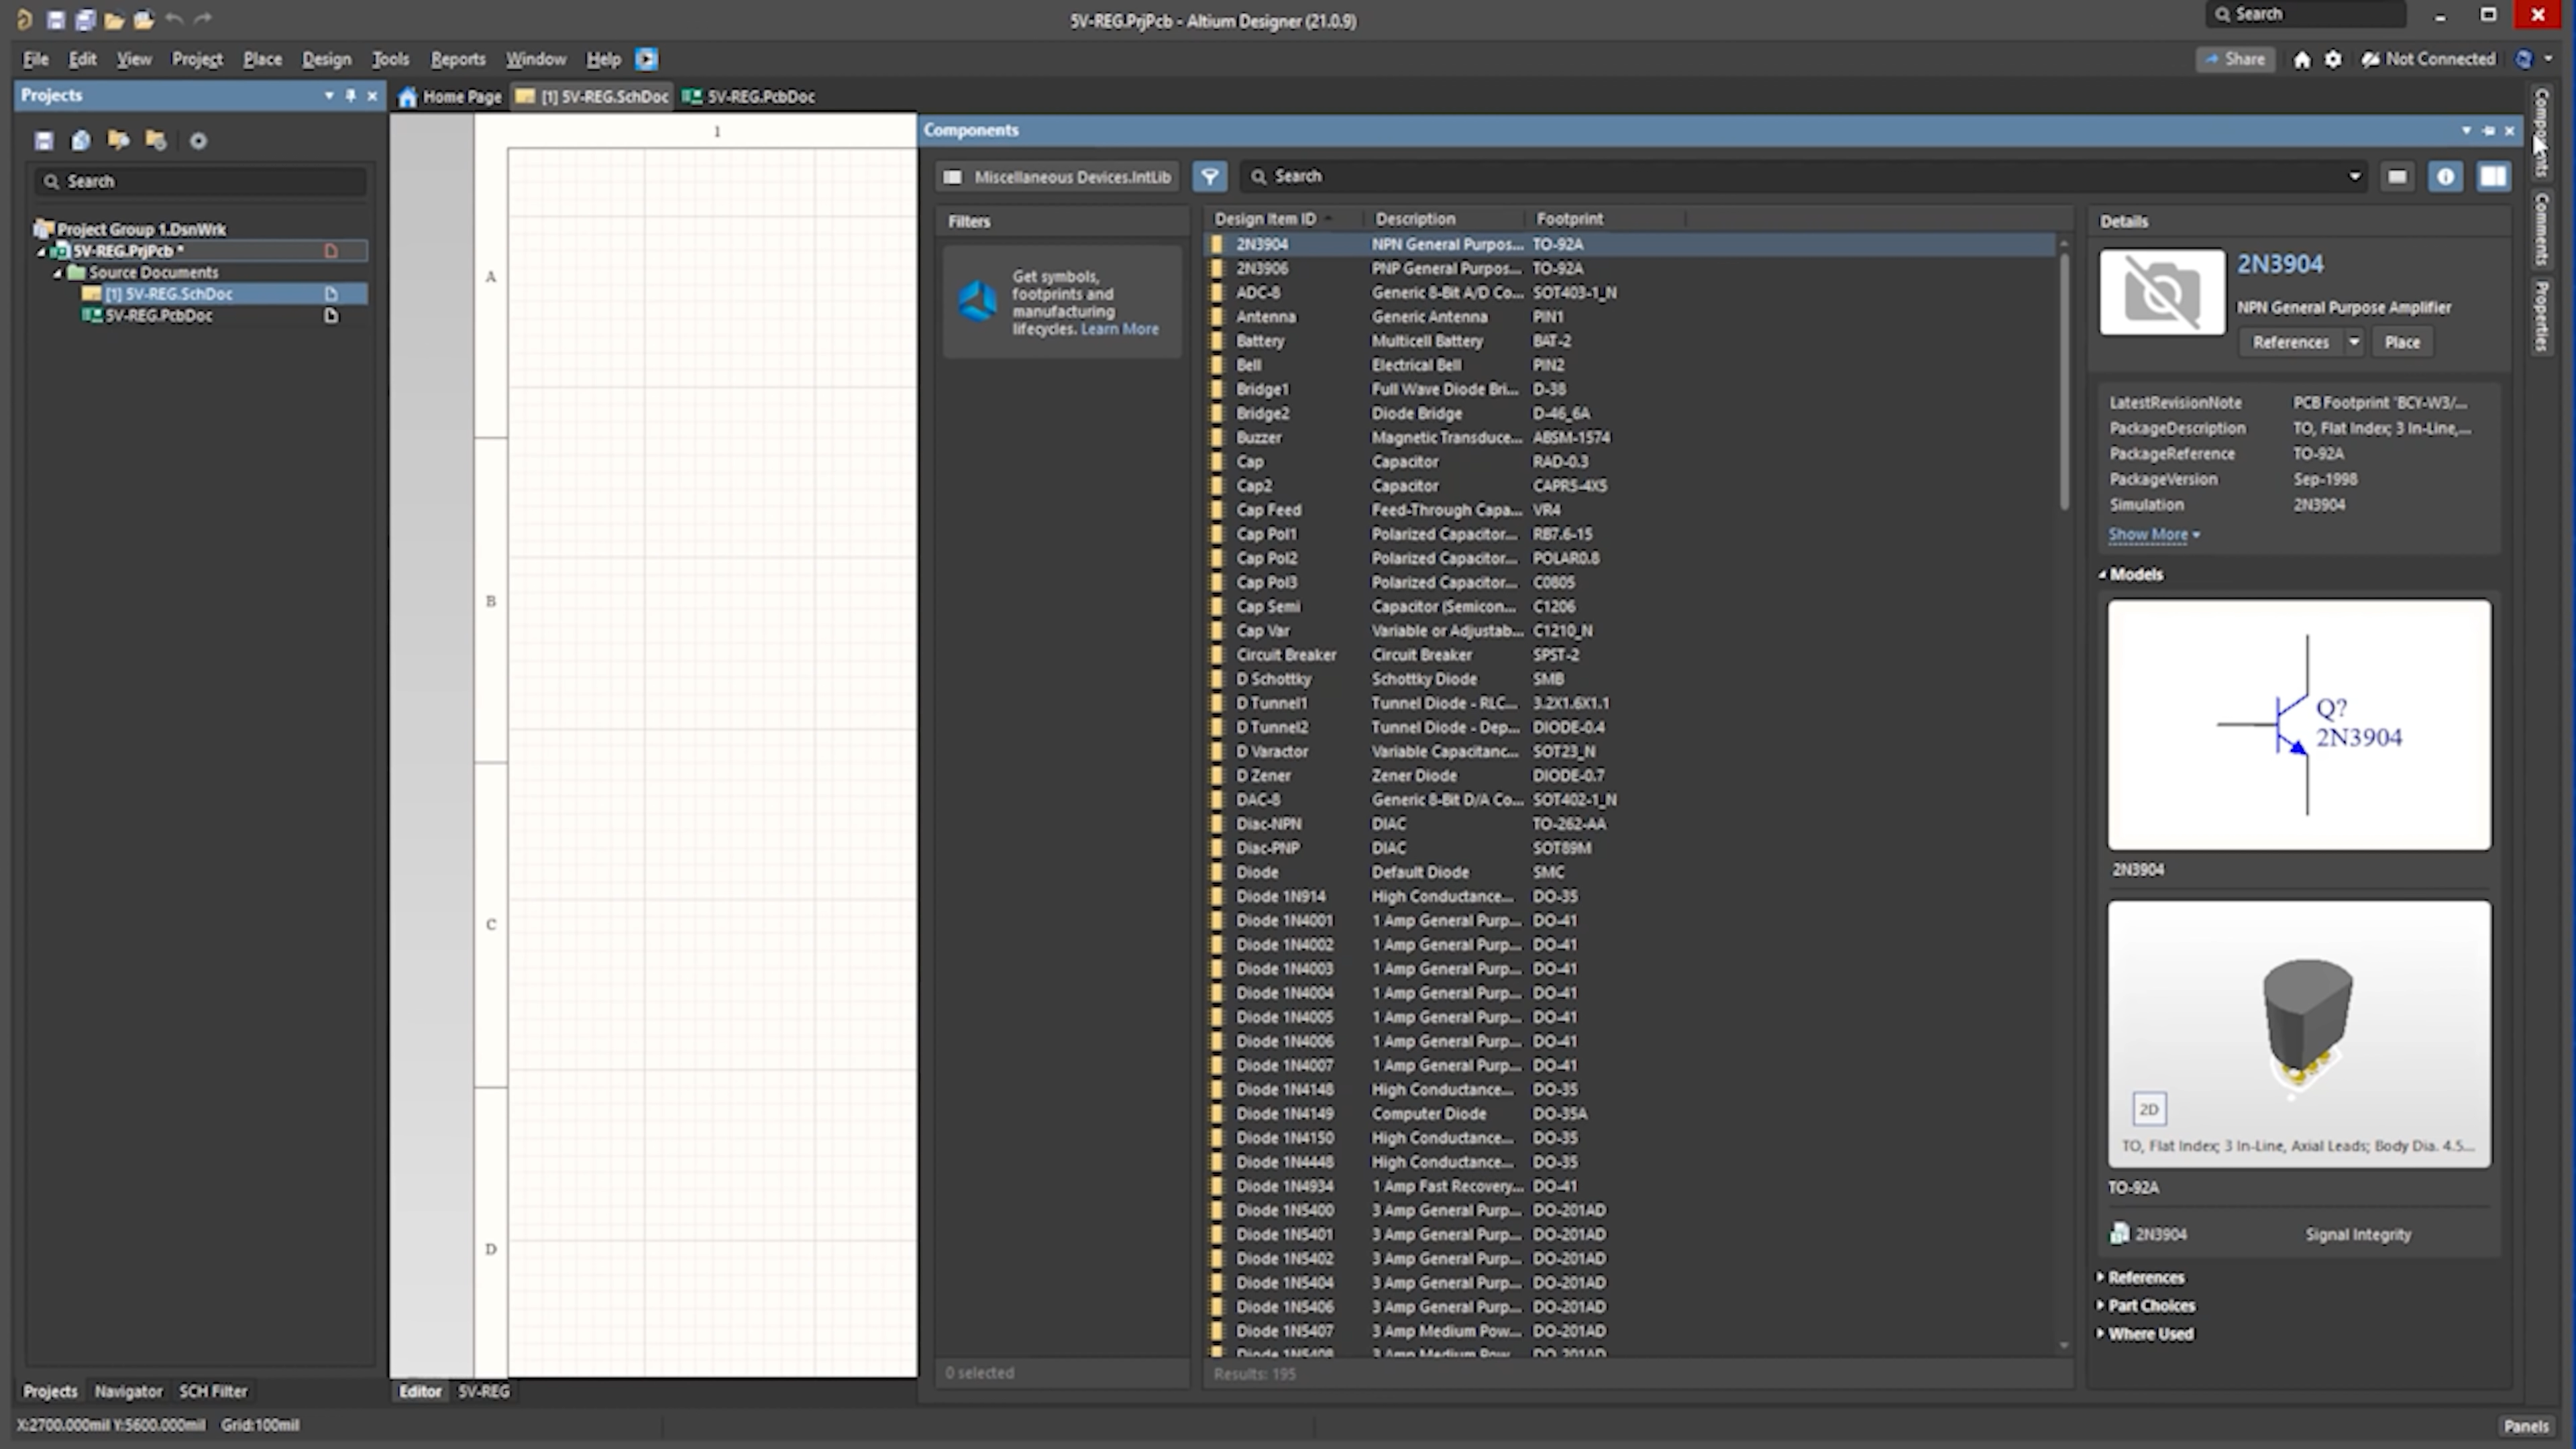 5V-REG.PrjPcb - Altium Designer (21.0.9)
Search
File Edit View Project Place Design Tools Reports Window Help
Share
Not Connected
Projects
Home Page
[1] 5V-REG.SchDoc
5V-REG.PcbDoc
Search
Project Group 1.DsnWrk
5V-REG.PrjPcb *
Source Documents
[1] 5V-REG.SchDoc
5V-REG.PcbDoc
1
A
B
C
D
Components
Miscellaneous Devices.IntLib
Search
Filters
Get symbols,
footprints and
manufacturing
lifecycles. Learn More
0 selected
Design Item ID Description Footprint
2N3904 NPN General Purpos... TO-92A
2N3906 PNP General Purpos... TO-92A
ADC-8 Generic 8-Bit A/D Co... SOT403-1_N
Antenna Generic Antenna PIN1
Battery Multicell Battery BAT-2
Bell Electrical Bell PIN2
Bridge1 Full Wave Diode Bri... D-38
Bridge2 Diode Bridge D-46_6A
Buzzer Magnetic Transduce... ABSM-1574
Cap Capacitor RAD-0.3
Cap2 Capacitor CAPR5-4X5
Cap Feed Feed-Through Capa... VR4
Cap Pol1 Polarized Capacitor... RB7.6-15
Cap Pol2 Polarized Capacitor... POLAR0.8
Cap Pol3 Polarized Capacitor... C0805
Cap Semi Capacitor (Semicon... C1206
Cap Var Variable or Adjustab... C1210_N
Circuit Breaker Circuit Breaker SPST-2
D Schottky Schottky Diode SMB
D Tunnel1 Tunnel Diode - RLC... 3.2X1.6X1.1
D Tunnel2 Tunnel Diode - Dep... DIODE-0.4
D Varactor Variable Capacitanc... SOT23_N
D Zener Zener Diode DIODE-0.7
DAC-8 Generic 8-Bit D/A Co... SOT402-1_N
Diac-NPN DIAC TO-262-AA
Diac-PNP DIAC SOT89M
Diode Default Diode SMC
Diode 1N914 High Conductance... DO-35
Diode 1N4001 1 Amp General Purp... DO-41
Diode 1N4002 1 Amp General Purp... DO-41
Diode 1N4003 1 Amp General Purp... DO-41
Diode 1N4004 1 Amp General Purp... DO-41
Diode 1N4005 1 Amp General Purp... DO-41
Diode 1N4006 1 Amp General Purp... DO-41
Diode 1N4007 1 Amp General Purp... DO-41
Diode 1N4148 High Conductance... DO-35
Diode 1N4149 Computer Diode DO-35A
Diode 1N4150 High Conductance... DO-35
Diode 1N4448 High Conductance... DO-35
Diode 1N4934 1 Amp Fast Recovery... DO-41
Diode 1N5400 3 Amp General Purp... DO-201AD
Diode 1N5401 3 Amp General Purp... DO-201AD
Diode 1N5402 3 Amp General Purp... DO-201AD
Diode 1N5404 3 Amp General Purp... DO-201AD
Diode 1N5406 3 Amp General Purp... DO-201AD
Diode 1N5407 3 Amp Medium Pow... DO-201AD
Diode 1N5408 3 Amp Medium Pow... DO-201AD
Results: 195
Details
2N3904
NPN General Purpose Amplifier
References
Place
LatestRevisionNote PCB Footprint 'BCY-W3/...
PackageDescription TO, Flat Index; 3 In-Line,...
PackageReference TO-92A
PackageVersion Sep-1998
Simulation 2N3904
Show More
Models
Q?
2N3904
2N3904
2D
TO, Flat Index; 3 In-Line, Axial Leads; Body Dia. 4.5...
TO-92A
2N3904 Signal Integrity
References
Part Choices
Where Used
Components
Comments
Properties
Projects Navigator SCH Filter
Editor 5V-REG
X:2700.000mil Y:5600.000mil Grid:100mil
Panels